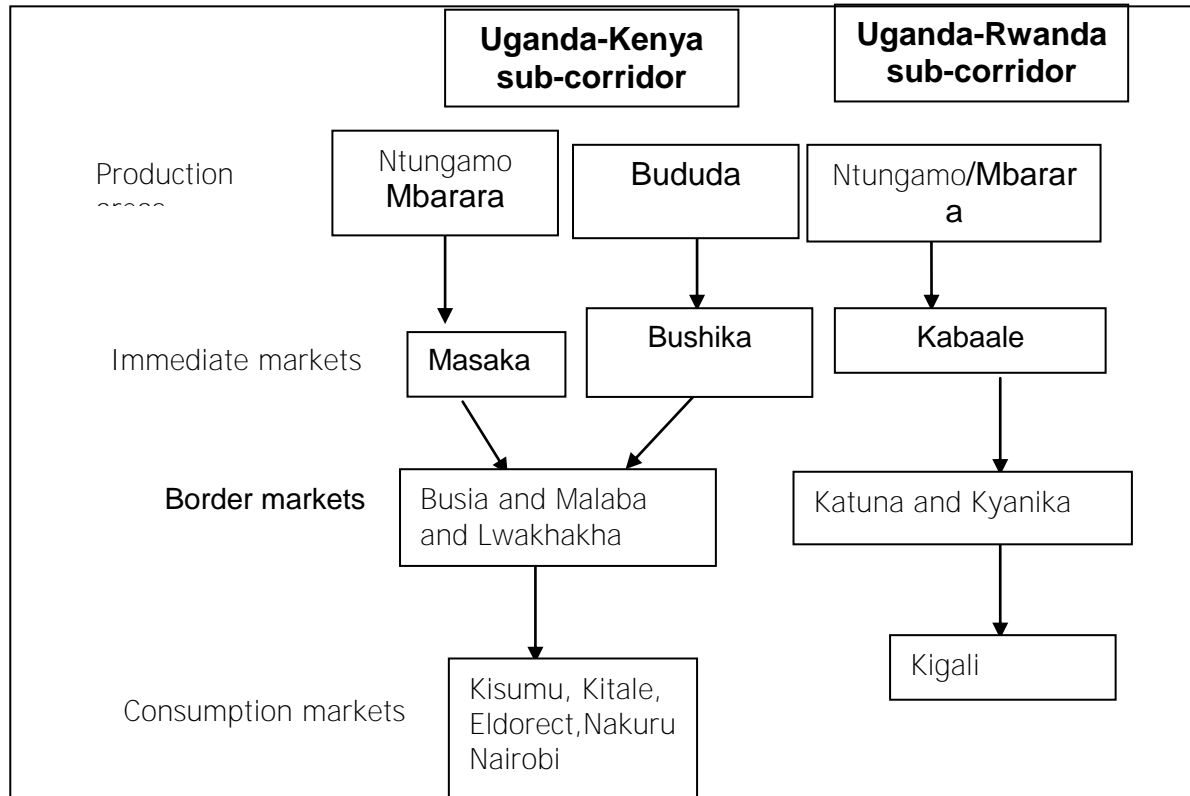 Uganda-Kenya
sub-corridor
Uganda-Rwanda
sub-corridor
Production
Ntungamo
Mbarara
Bududa
Ntungamo/Mbarar
a
Immediate markets
Masaka
Bushika
Kabaale
Border markets
Busia and Malaba
and Lwakhakha
Katuna and Kyanika
Consumption markets
Kisumu, Kitale,
Eldorect,Nakuru
Nairobi
Kigali